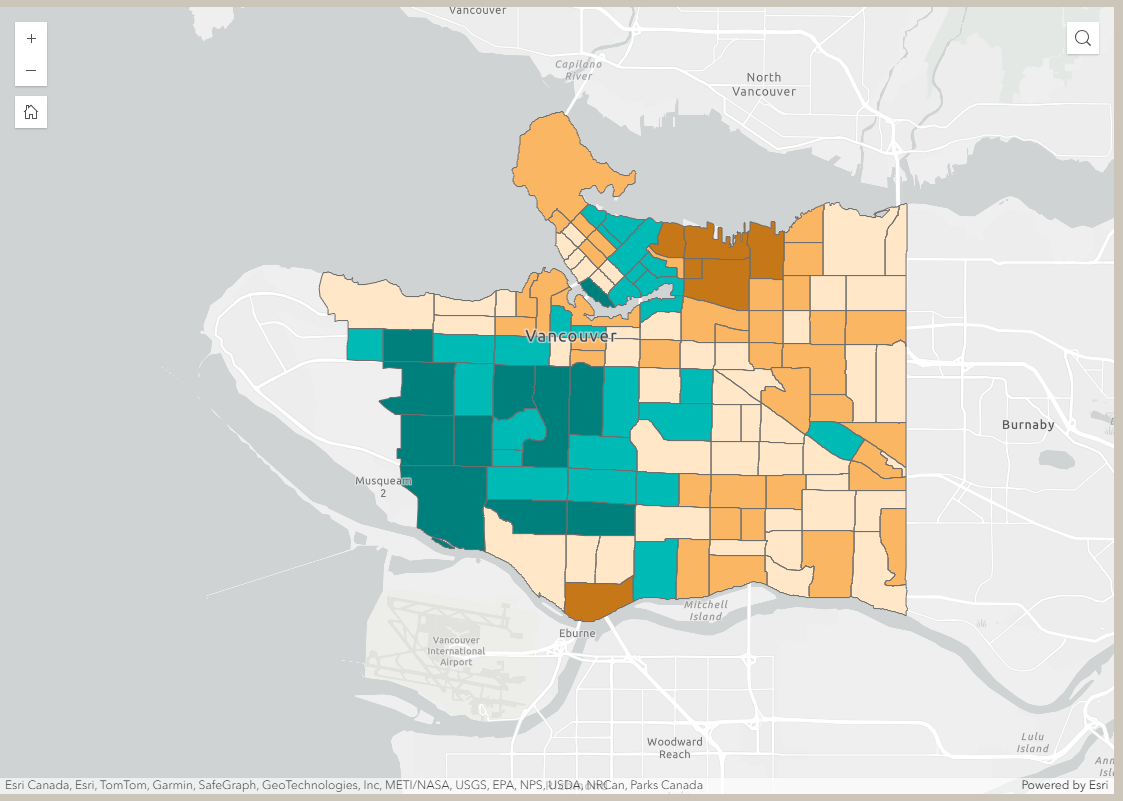 Vancouver
+
−
Capilano
River
North
Vancouver
Vancouver
Burnaby
Musqueam
2
Mitchell
Island
Eburne
Vancouver
International
Airport
Woodward
Reach
Lulu
Island
Esri Canada, Esri, TomTom, Garmin, SafeGraph, GeoTechnologies, Inc, METI/NASA, USGS, EPA, NPS, USDA, NRCan, Parks Canada
Powered by Esri